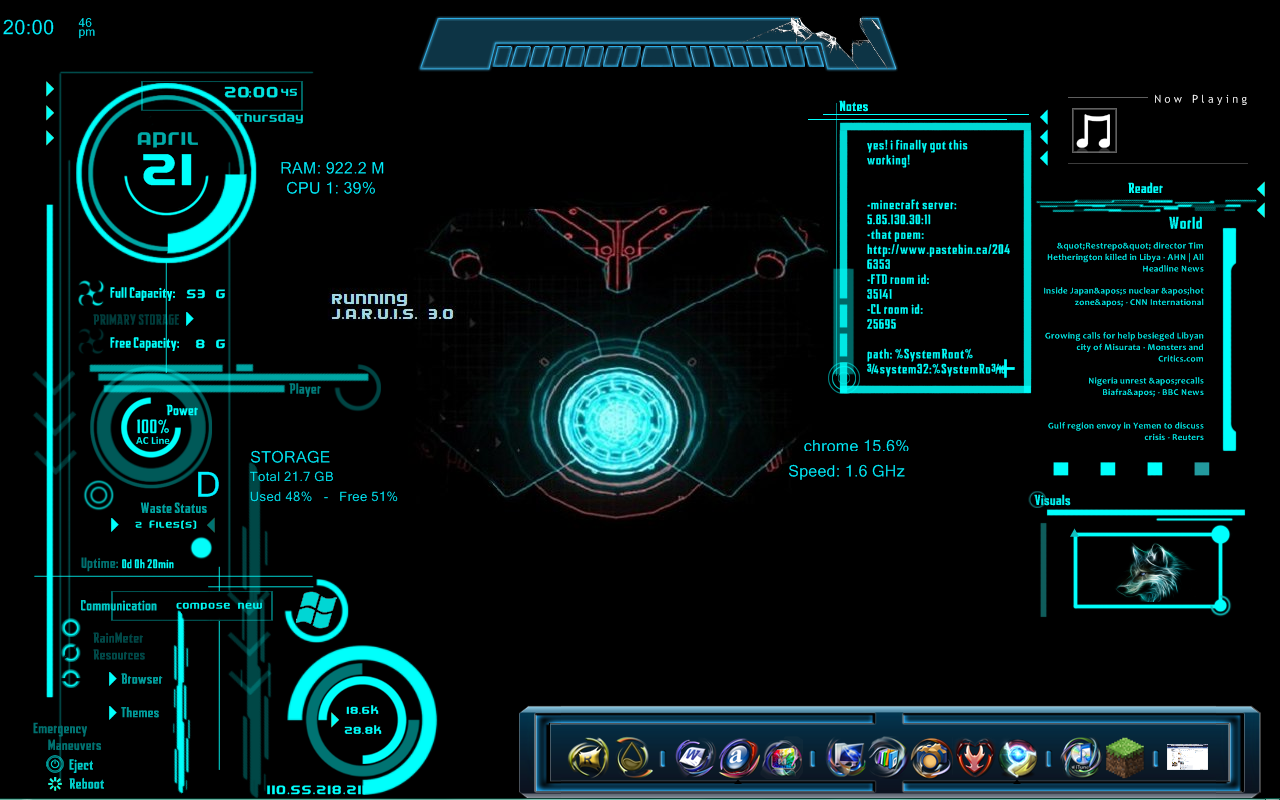 20:00
46
pm
20:00 45
Thursday
APRIL
21
RAM: 922.2 M
CPU 1: 39%
Full Capacity: 53 G
PRIMARY STORAGE
Free Capacity: 8 G
Running
J.A.R.U.I.S. 3.0
Player
Power
100%
AC Line
STORAGE
Total 21.7 GB
Used 48% - Free 51%
D
Waste Status
2 Files(s)
Uptime: 0d 0h 20min
Communication
compose new
RainMeter
Resources
Browser
Themes
Emergency
Maneuvers
Eject
Reboot
18.6k
28.8k
110.55.218.21
chrome 15.6%
Speed: 1.6 GHz
Notes
yes! i finally got this
working!
-minecraft server:
5.85.130.30:11
-that poem:
http://www.pastebin.ca/204
6353
-FTD room id:
35141
-CL room id:
25695
path: %SystemRoot%
¾system32;%SystemRo¾
Now Playing
Reader
World
&quot;Restrepo&quot; director Tim
Hetherington killed in Libya - AHN | All
Headline News
Inside Japan&apos;s nuclear &apos;hot
zone&apos; - CNN International
Growing calls for help besieged Libyan
city of Misurata - Monsters and
Critics.com
Nigeria unrest &apos;recalls
Biafra&apos; - BBC News
Gulf region envoy in Yemen to discuss
crisis - Reuters
Visuals